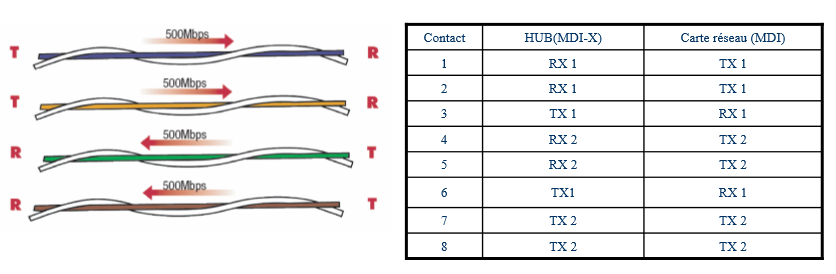 500Mbps
T R
500Mbps
T R
500Mbps
R T
500Mbps
R T
Contact HUB(MDI-X) Carte réseau (MDI)
1 RX 1 TX 1
2 RX 1 TX 1
3 TX 1 RX 1
4 RX 2 TX 2
5 RX 2 TX 2
6 TX1 RX 1
7 TX 2 TX 2
8 TX 2 TX 2